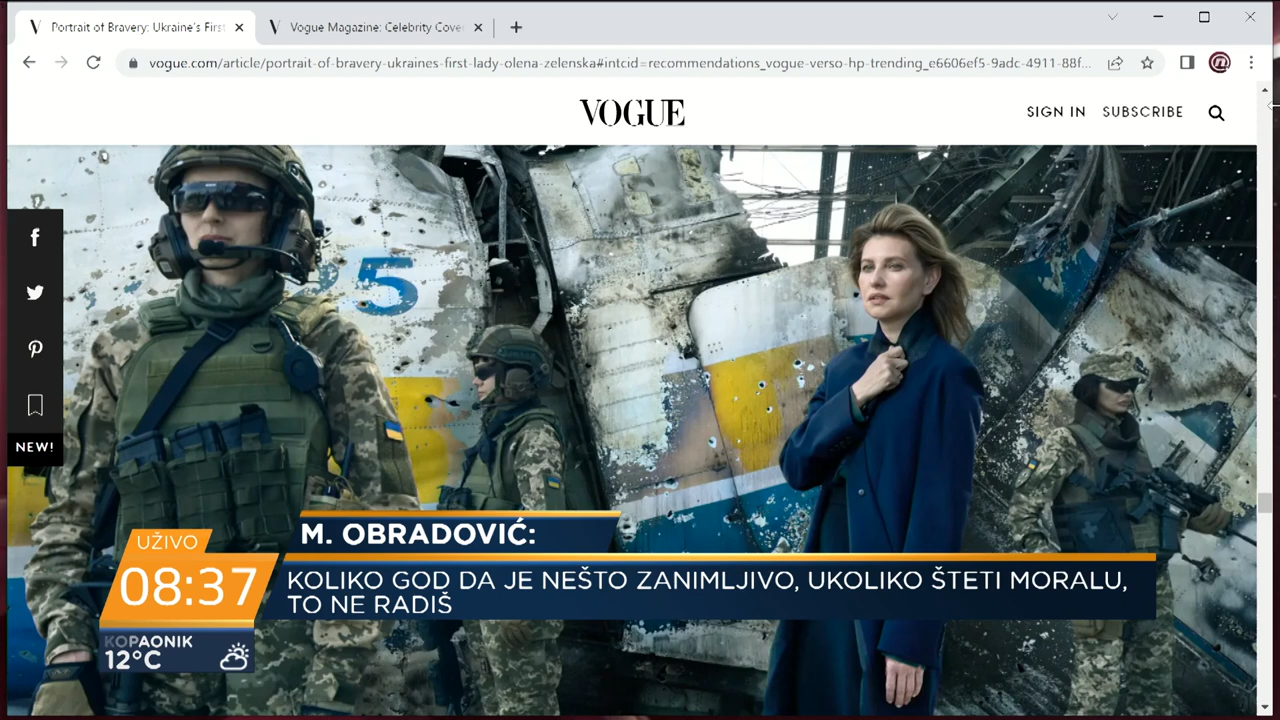 Portrait of Bravery: Ukraine's First
Vogue Magazine: Celebrity Cover
vogue.com/article/portrait-of-bravery-ukraines-first-lady-olena-zelenska#intcid=recommendations_vogue-verso-hp-trending_e6606ef5-9adc-4911-88f...
VOGUE
SIGN IN SUBSCRIBE
25
NEW!
M. OBRADOVIĆ:
UŽIVO
08:37
KOLIKO GOD DA JE NEŠTO ZANIMLJIVO, UKOLIKO ŠTETI MORALU,
TO NE RADIŠ
KOPAONIK
12°C